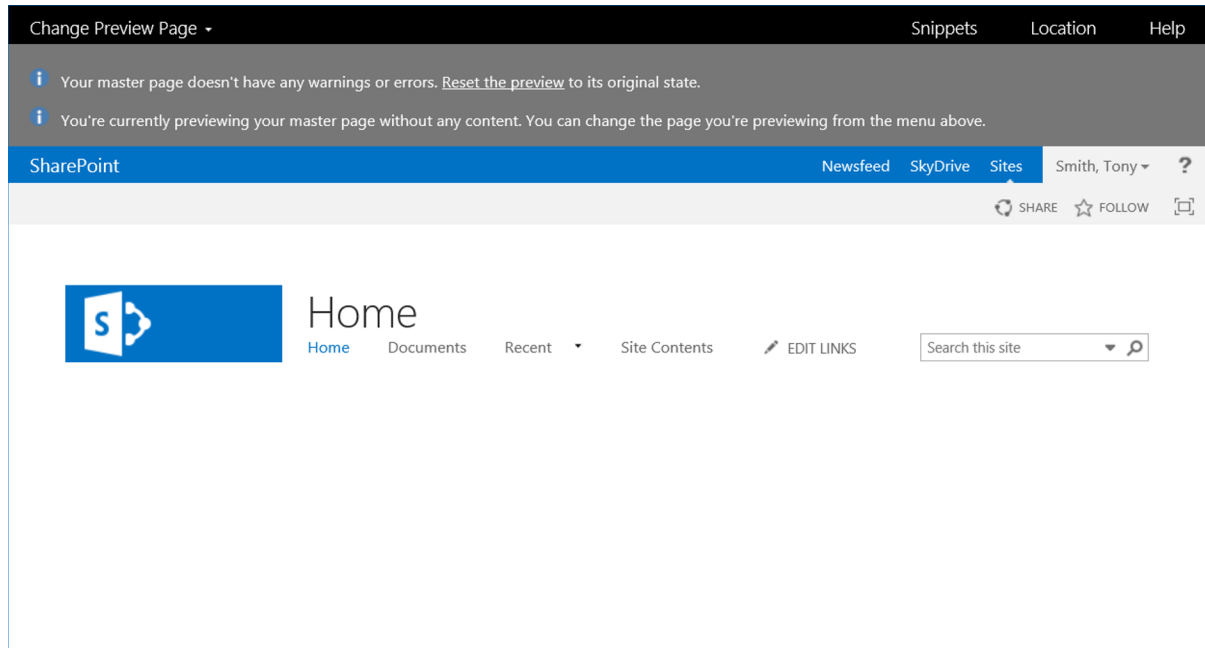 Change Preview Page Snippets Location Help
Your master page doesn't have any warnings or errors. Reset the preview to its original state.
You're currently previewing your master page without any content. You can change the page you're previewing from the menu above.
SharePoint Newsfeed SkyDrive Sites Smith, Tony ?
SHARE FOLLOW
S
Home
Home Documents Recent Site Contents EDIT LINKS Search this site